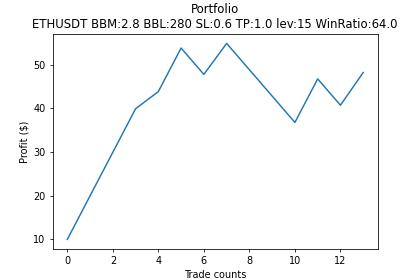 Portfolio
ETHUSDT BBM:2.8 BBL:280 SL:0.6 TP:1.0 lev:15 WinRatio:64.0
50
40
30
20
10
Profit ($)
0 2 4 6 8 10 12
Trade counts